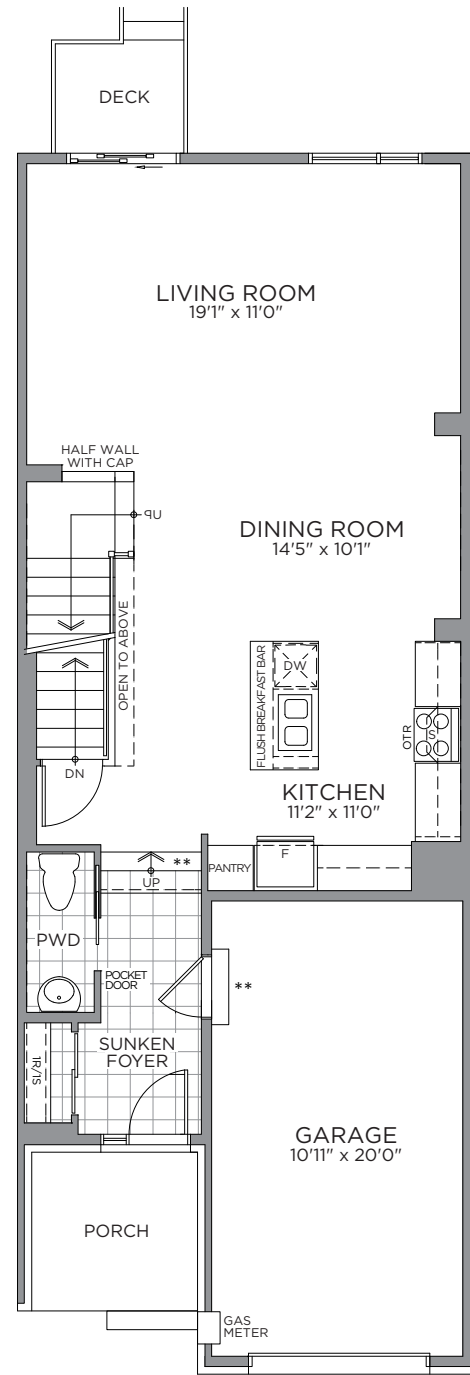 DECK
LIVING ROOM
19'1" x 11'0"
HALF WALL
WITH CAP
UP
DINING ROOM
14'5" x 10'1"
OPEN TO ABOVE
FLUSH BREAKFAST BAR
DW
OTR
S
DN
KITCHEN
11'2" x 11'0"
UP
**
PANTRY
F
PWD
POCKET
DOOR
**
SUNKEN
FOYER
1R/1S
GARAGE
10'11" x 20'0"
PORCH
GAS
METER